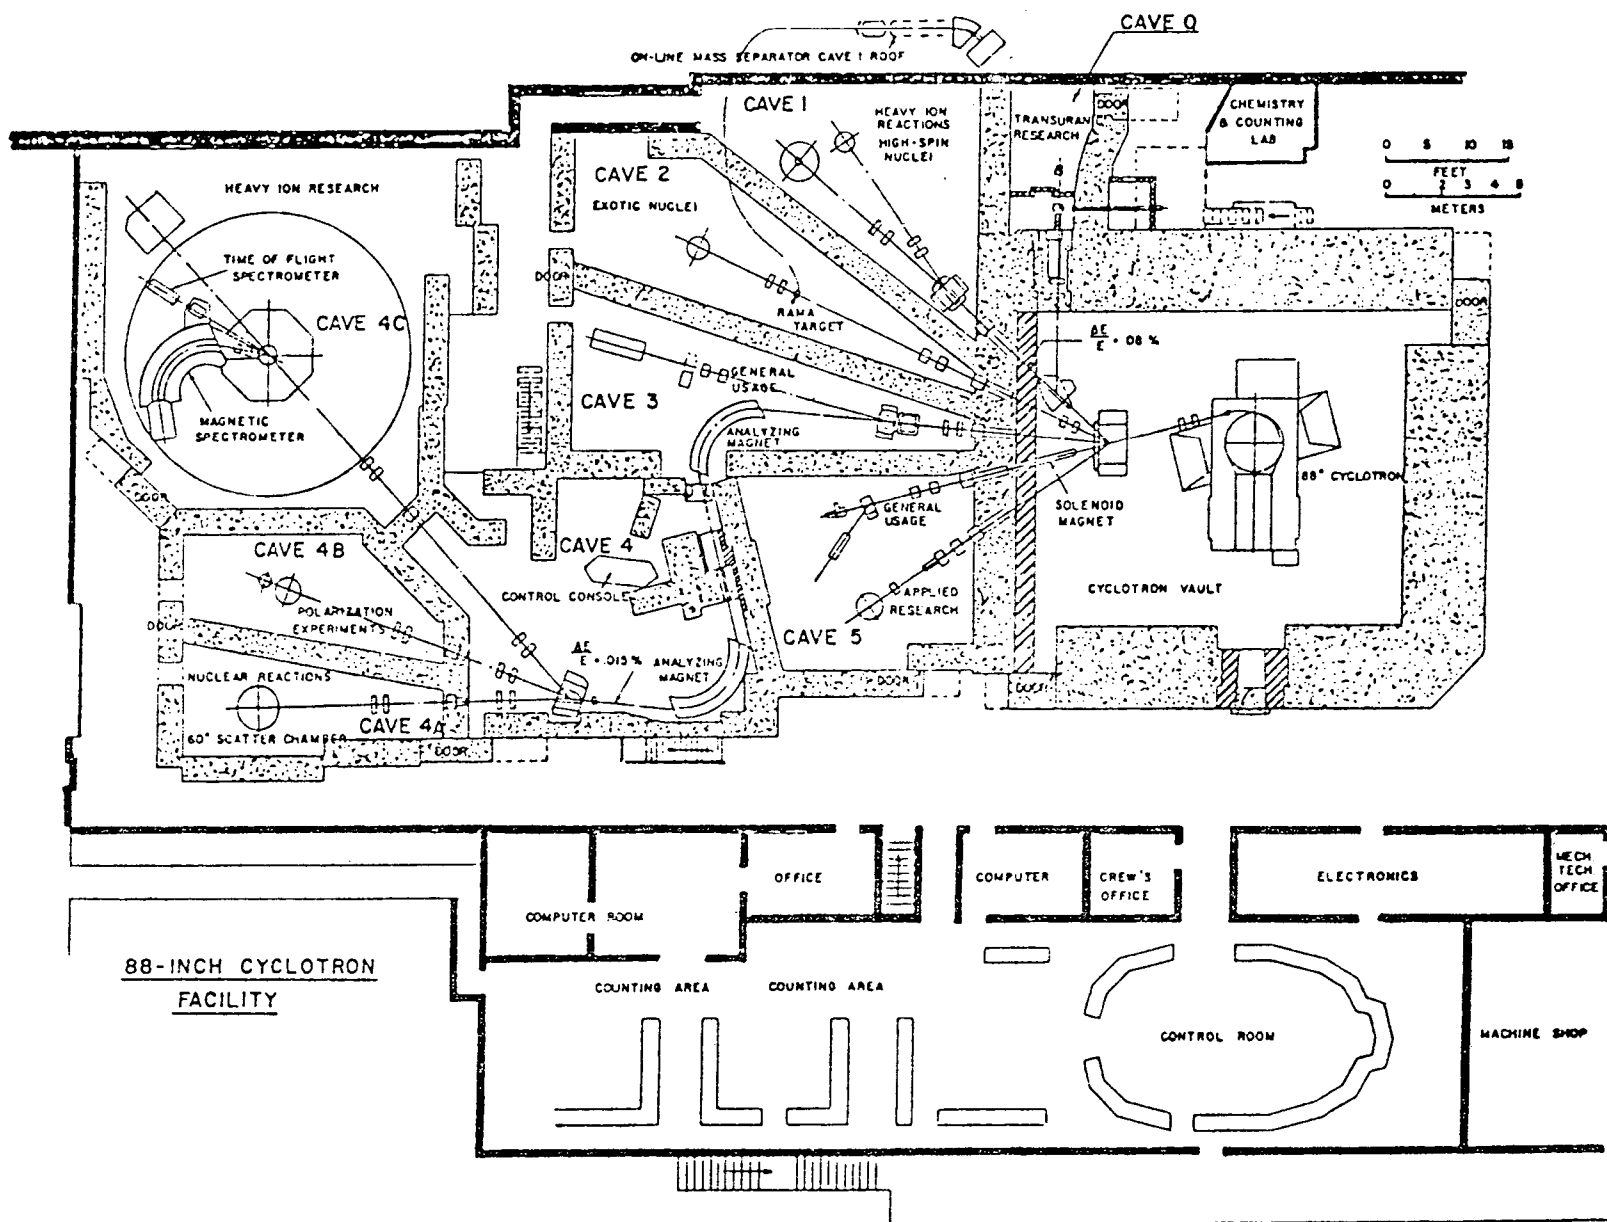 CAVE Q
ON-LINE MASS SEPARATOR CAVE 1 ROOF
CAVE 1
HEAVY ION
REACTIONS
HIGH-SPIN
NUCLEI
TRANSURAN
RESEARCH
DOOR
CHEMISTRY
& COUNTING
LAB
0 5 10 15
FEET
0 2 3 4 5
METERS
CAVE 2
EXOTIC NUCLEI
HEAVY ION RESEARCH
TIME OF FLIGHT
SPECTROMETER
CAVE 4C
MAGNETIC
SPECTROMETER
DOOR
RAMA
TARGET
DOOR
ΔE
E = .08 %
GENERAL
USAGE
CAVE 3
ANALYZING
MAGNET
88" CYCLOTRON
DOOR
GENERAL
USAGE
SOLENOID
MAGNET
CAVE 4B
CAVE 4
CONTROL CONSOLE
POLARIZATION
EXPERIMENTS
DOOR
APPLIED
RESEARCH
CYCLOTRON VAULT
CAVE 5
ΔE
E = .015 %
ANALYZING
MAGNET
NUCLEAR REACTIONS
DOOR
DOOR
CAVE 4A
60" SCATTER CHAMBER
DOOR
OFFICE
COMPUTER
CREW'S
OFFICE
ELECTRONICS
MECH.
TECH
OFFICE
COMPUTER ROOM
88-INCH CYCLOTRON
FACILITY
COUNTING AREA
COUNTING AREA
CONTROL ROOM
MACHINE SHOP